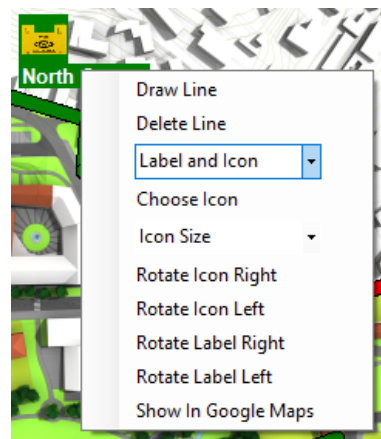 North
Draw Line
Delete Line
Label and Icon
Choose Icon
Icon Size
Rotate Icon Right
Rotate Icon Left
Rotate Label Right
Rotate Label Left
Show In Google Maps